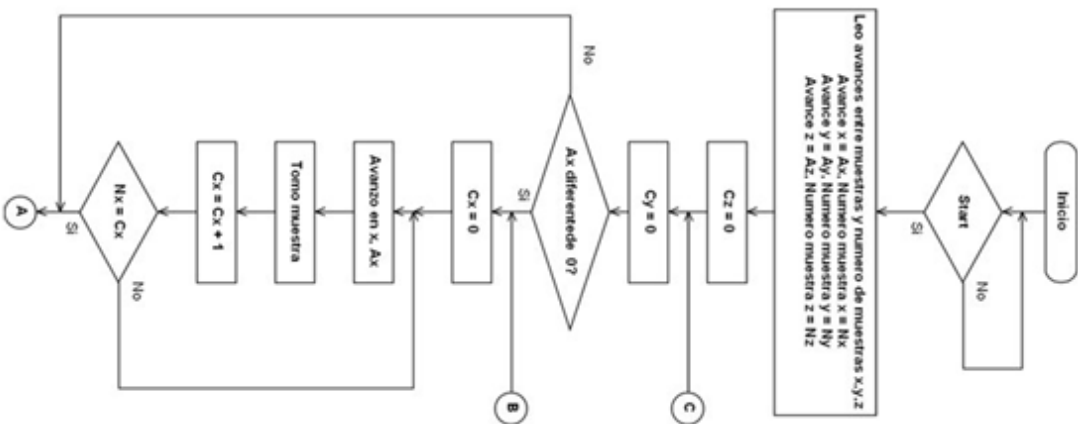 Inicio
Start
No
Si
Leo avances entre muestras y numero de muestras x,y,z
Avance x = Ax, Numero muestra x = Nx
Avance y = Ay, Numero muestra y = Ny
Avance z = Az, Numero muestra z = Nz
Cz = 0
C
Cy = 0
Ax diferentede 0?
No
Si
B
Cx = 0
Avanzo en x, Ax
Tomo muestra
Cx = Cx + 1
Nx = Cx
No
Si
A